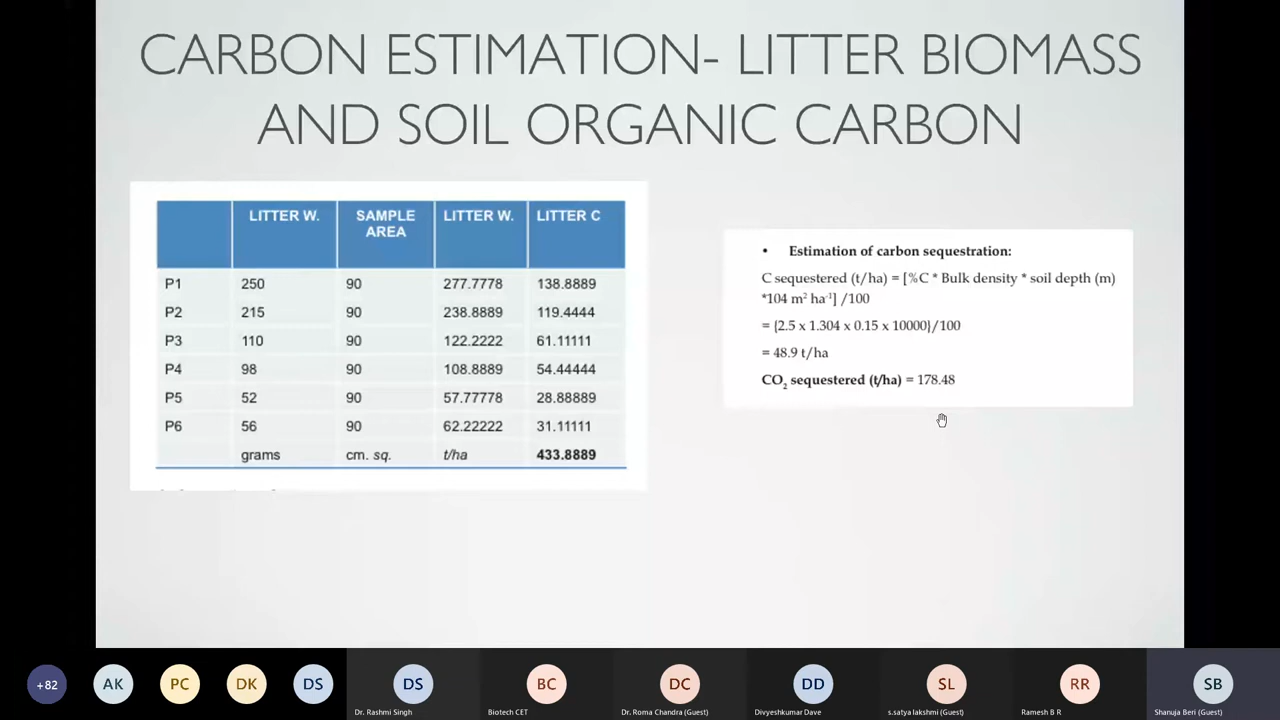 CARBON ESTIMATION- LITTER BIOMASS
AND SOIL ORGANIC CARBON
LITTER W. SAMPLE AREA LITTER W. LITTER C
P1 250 90 277.7778 138.8889
P2 215 90 238.8889 119.4444
P3 110 90 122.2222 61.11111
P4 98 90 108.8889 54.44444
P5 52 90 57.77778 28.88889
P6 56 90 62.22222 31.11111
grams cm. sq. t/ha 433.8889
• Estimation of carbon sequestration:
C sequestered (t/ha) = [%C * Bulk density * soil depth (m)
*104 m² ha⁻¹] /100
= {2.5 x 1.304 x 0.15 x 10000}/100
= 48.9 t/ha
CO₂ sequestered (t/ha) = 178.48
+82 AK PC DK DS DS BC DC DD SL RR SB
Dr. Rashmi Singh Biotech CET Dr. Roma Chandra (Guest) Divyeshkumar Dave s.satya lakshmi (Guest) Ramesh B R Shanuja Beri (Guest)